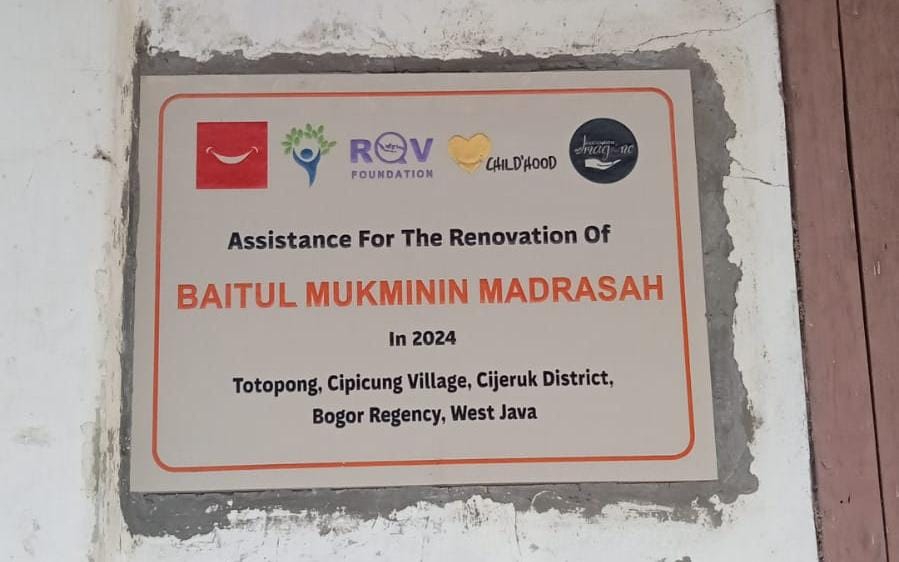 RQV
FOUNDATION
CHILD'HOOD
Assistance For The Renovation Of
BAITUL MUKMININ MADRASAH
In 2024
Totopong, Cipicung Village, Cijeruk District,
Bogor Regency, West Java